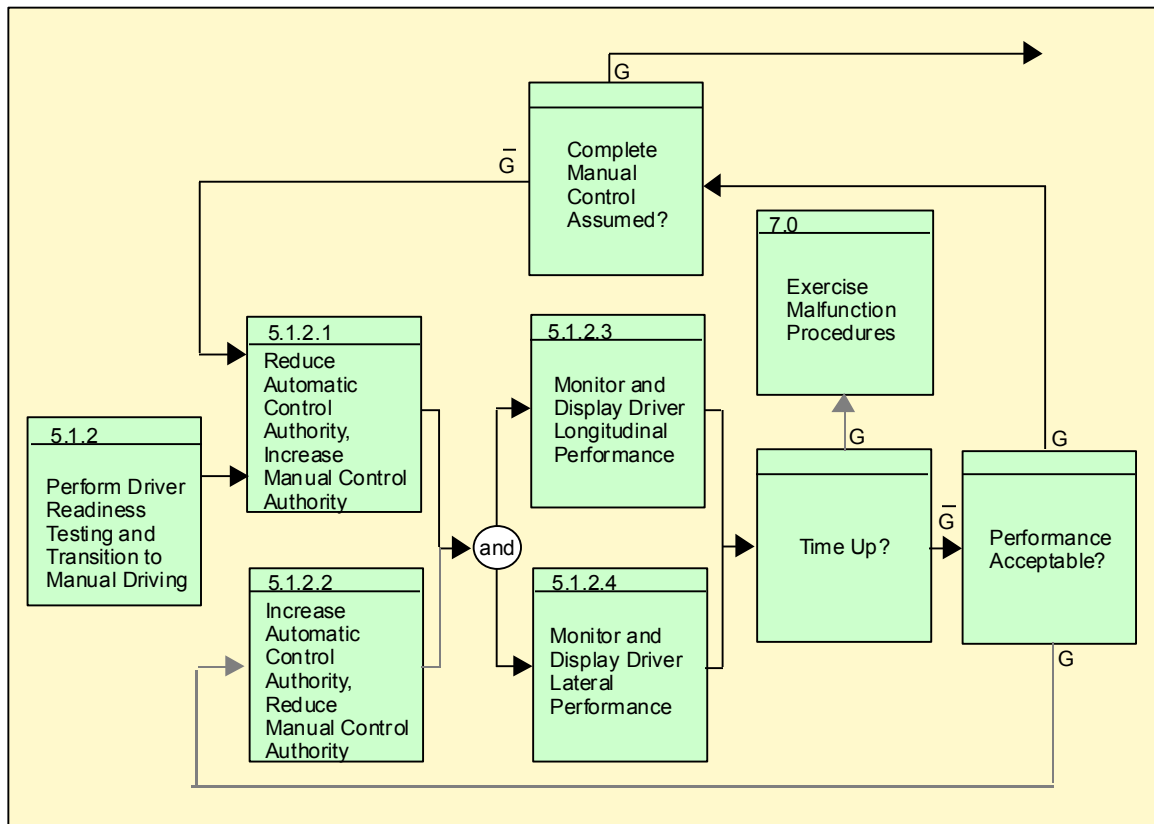 G
Complete
Manual
Control
Assumed?
G̅
7.0
Exercise
Malfunction
Procedures
5.1.2.1
Reduce
Automatic
Control
Authority,
Increase
Manual Control
Authority
5.1.2.3
Monitor and
Display Driver
Longitudinal
Performance
5.1.2
Perform Driver
Readiness
Testing and
Transition to
Manual Driving
and
G
Time Up?
G̅
G
Performance
Acceptable?
G
5.1.2.2
Increase
Automatic
Control
Authority,
Reduce
Manual Control
Authority
5.1.2.4
Monitor and
Display Driver
Lateral
Performance